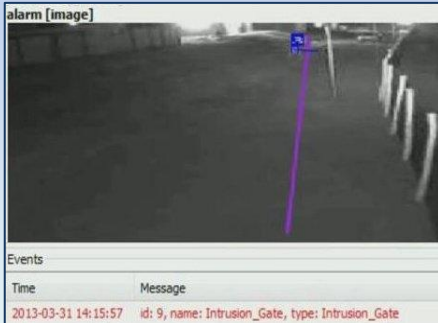 alarm [image]
Events
Time Message
2013-03-31 14:15:57 id: 9, name: Intrusion_Gate, type: Intrusion_Gate